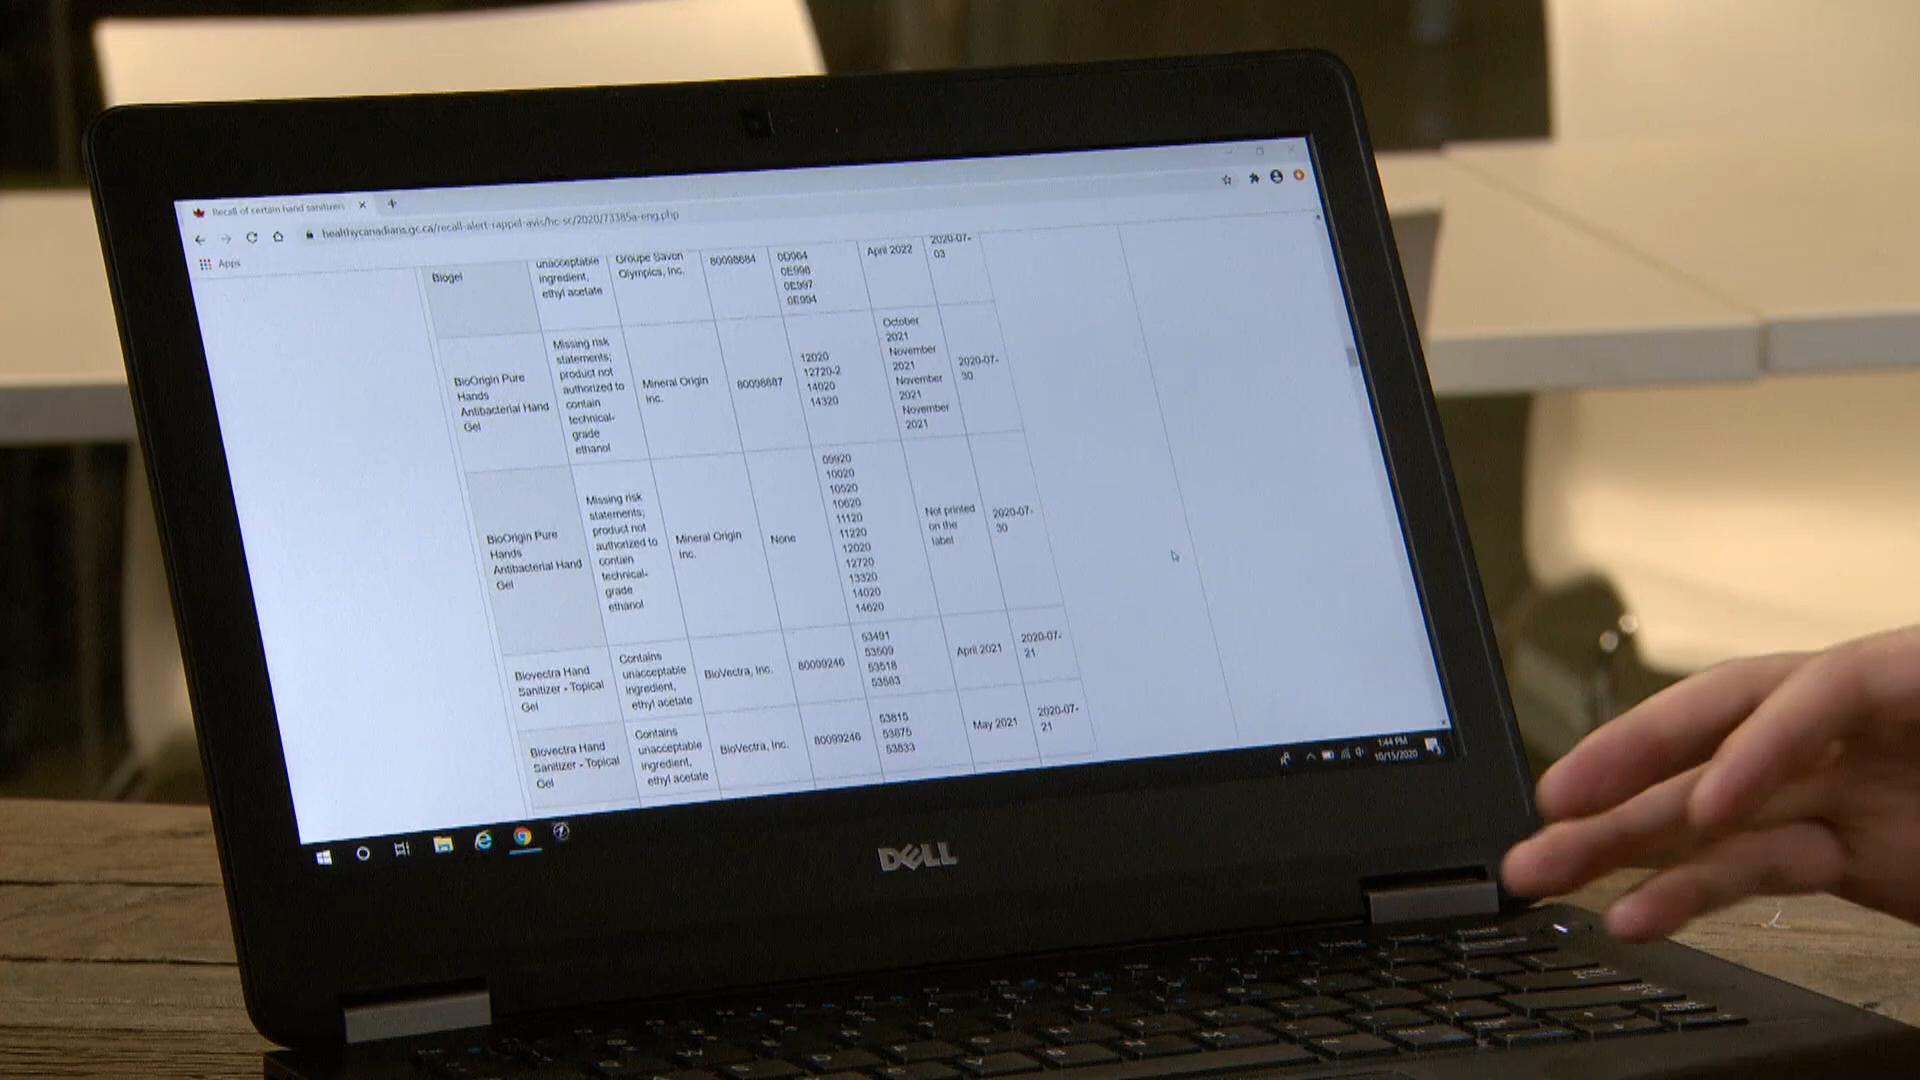 Recall of certain hand sanitizers
healthycanadians.gc.ca/recall-alert-rappel-avis/hc-sc/2020/73385a-eng.php
Apps
Biogel
unacceptable
ingredient,
ethyl acetate
Groupe Savon
Olympics, Inc.
80098684
0D964
0E998
0E997
0E994
April 2022
2020-07-
03
BioOrigin Pure
Hands
Antibacterial Hand
Gel
Missing risk
statements;
product not
authorized to
contain
technical-
grade
ethanol
Mineral Origin
Inc.
80098687
12020
12720-2
14020
14320
October
2021
November
2021
November
2021
November
2021
2020-07-
30
BioOrigin Pure
Hands
Antibacterial Hand
Gel
Missing risk
statements;
product not
authorized to
contain
technical-
grade
ethanol
Mineral Origin
Inc.
None
09920
10020
10520
10620
11120
11220
12020
12720
13320
14020
14620
Not printed
on the
label
2020-07-
30
Biovectra Hand
Sanitizer - Topical
Gel
Contains
unacceptable
ingredient,
ethyl acetate
BioVectra, Inc.
80099246
53491
53509
53518
53583
April 2021
2020-07-
21
Biovectra Hand
Sanitizer - Topical
Gel
Contains
unacceptable
ingredient,
ethyl acetate
BioVectra, Inc.
80099246
53815
53875
53833
May 2021
2020-07-
21
1:44 PM
10/15/2020
DELL